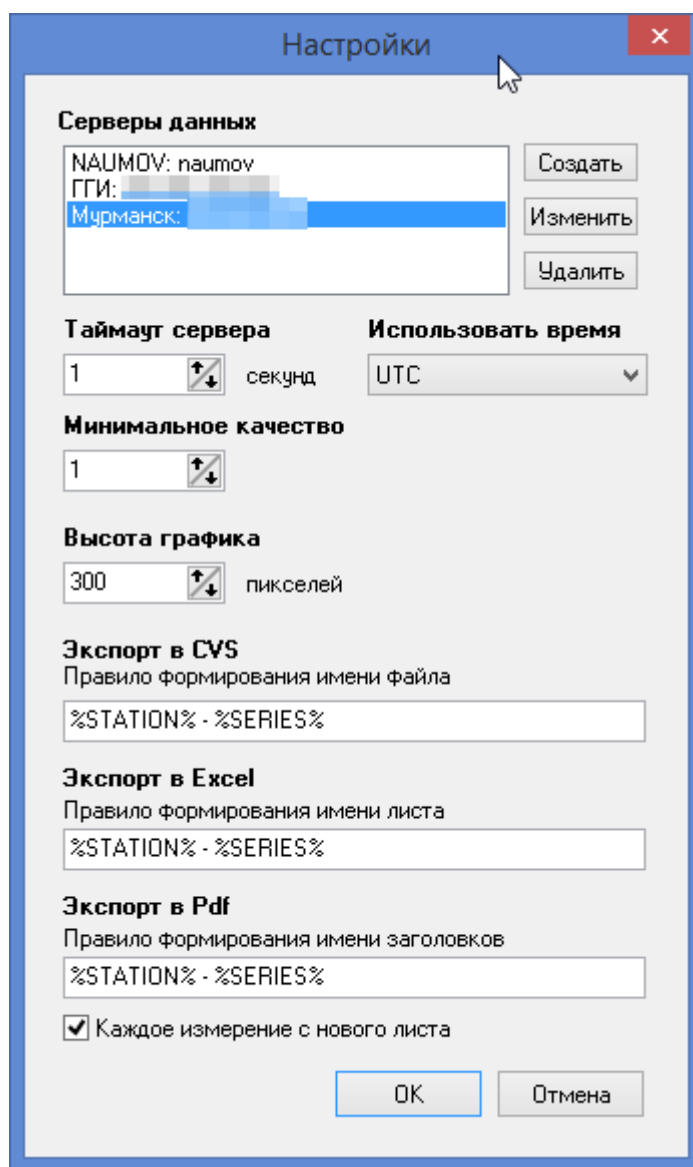 Настройки
Серверы данных
NAUMOV: naumov
ГГИ:
Мурманск:
Создать
Изменить
Удалить
Таймаут сервера
Использовать время
1 секунд
UTC
Минимальное качество
1
Высота графика
300 пикселей
Экспорт в CVS
Правило формирования имени файла
%STATION% - %SERIES%
Экспорт в Excel
Правило формирования имени листа
%STATION% - %SERIES%
Экспорт в Pdf
Правило формирования имени заголовков
%STATION% - %SERIES%
Каждое измерение с нового листа
OK
Отмена